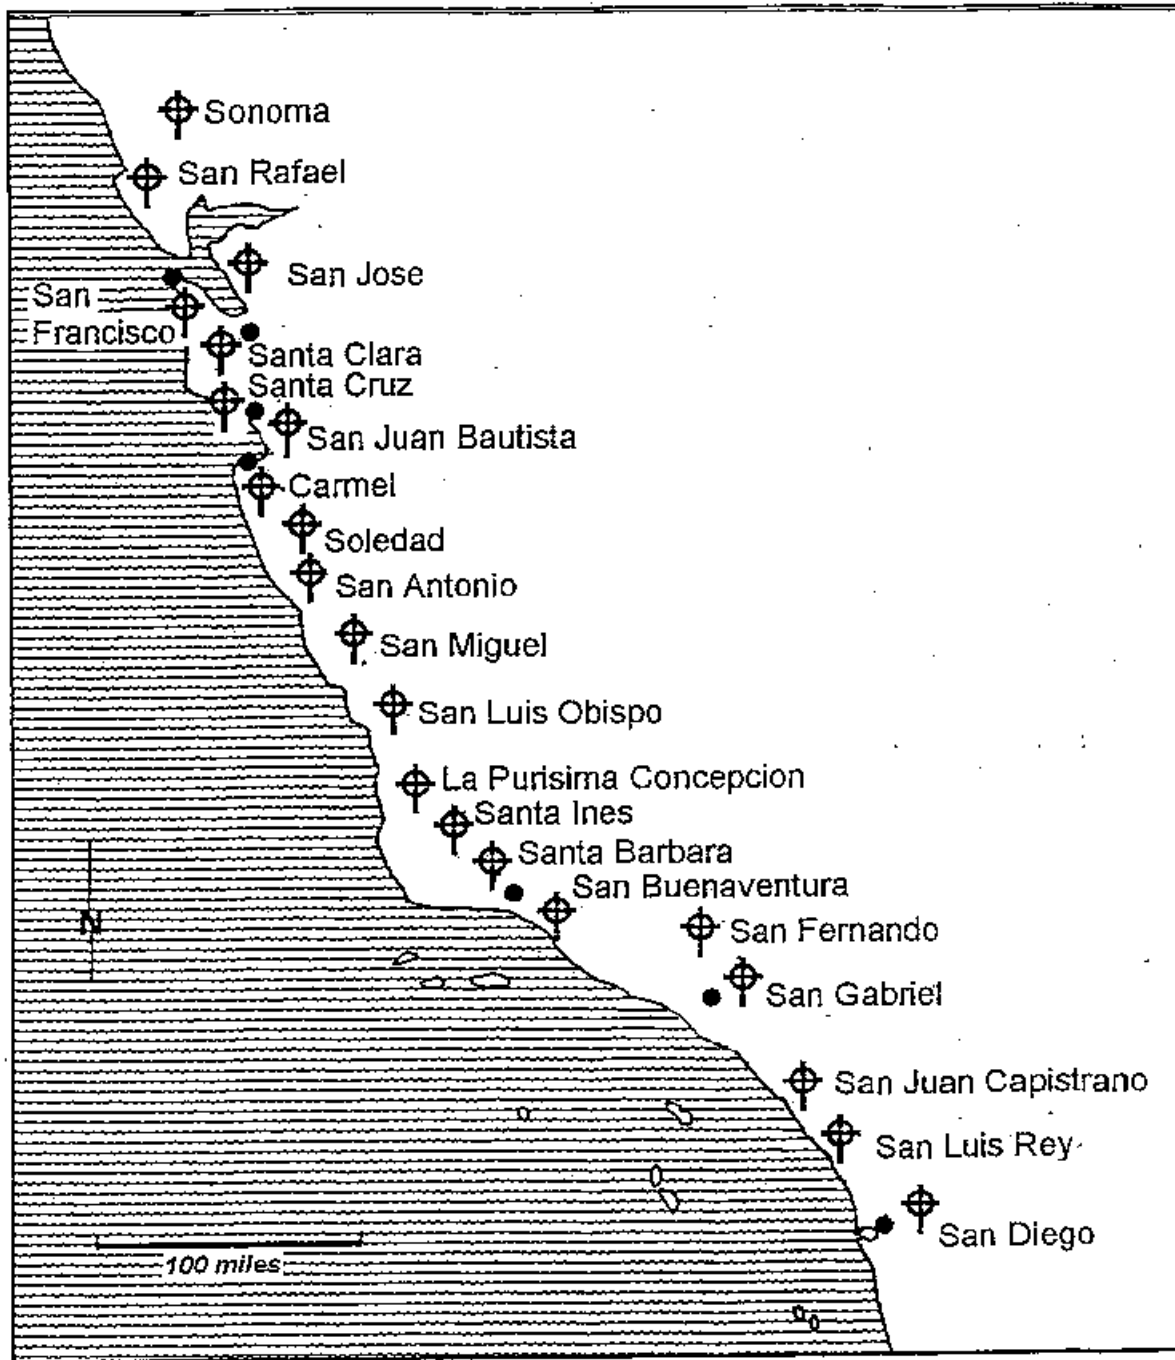 Sonoma
San Rafael
San Jose
San
Francisco
Santa Clara
Santa Cruz
San Juan Bautista
Carmel
Soledad
San Antonio
San Miguel
San Luis Obispo
La Purisima Concepcion
Santa Ines
Santa Barbara
San Buenaventura
N
San Fernando
San Gabriel
San Juan Capistrano
San Luis Rey
San Diego
100 miles